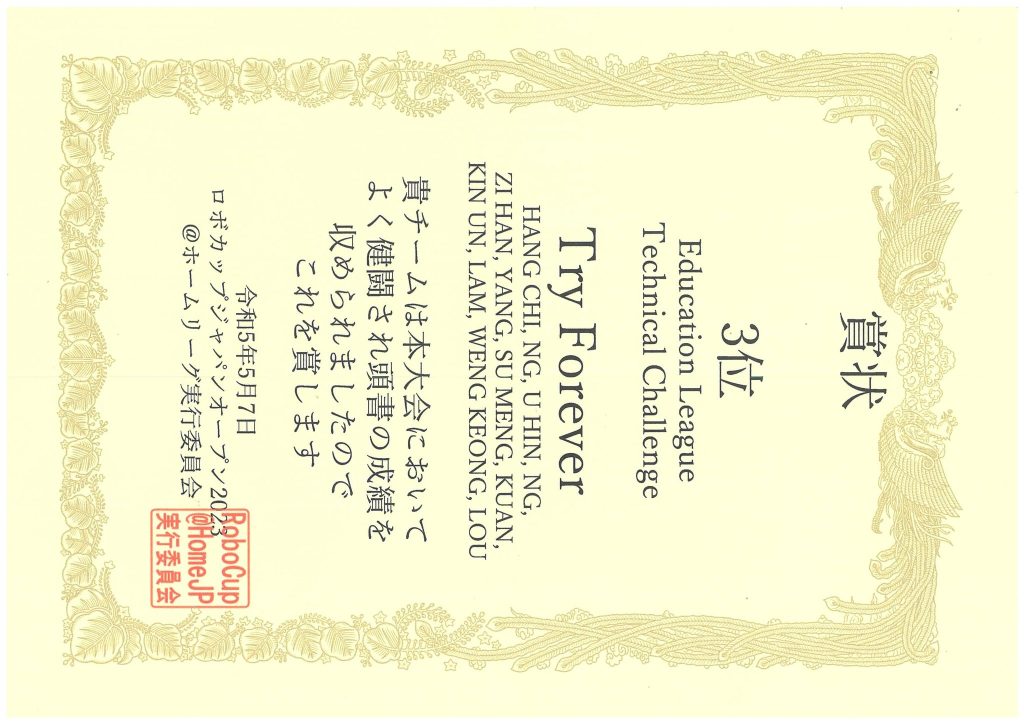 賞状
3位
Education League
Technical Challenge
Try Forever
HANG CHI, NG, U HIN, NG,
ZI HAN, YANG, SU MENG, KUAN,
KIN UN, LAM, WENG KEONG, LOU
貴チームは本大会において
よく健闘され頭書の成績を
収められましたので
これを賞します
令和5年5月7日
ロボカップジャパンオープン2023
@ホームリーグ実行委員会
RoboCup
@HomeJP
実行委員会